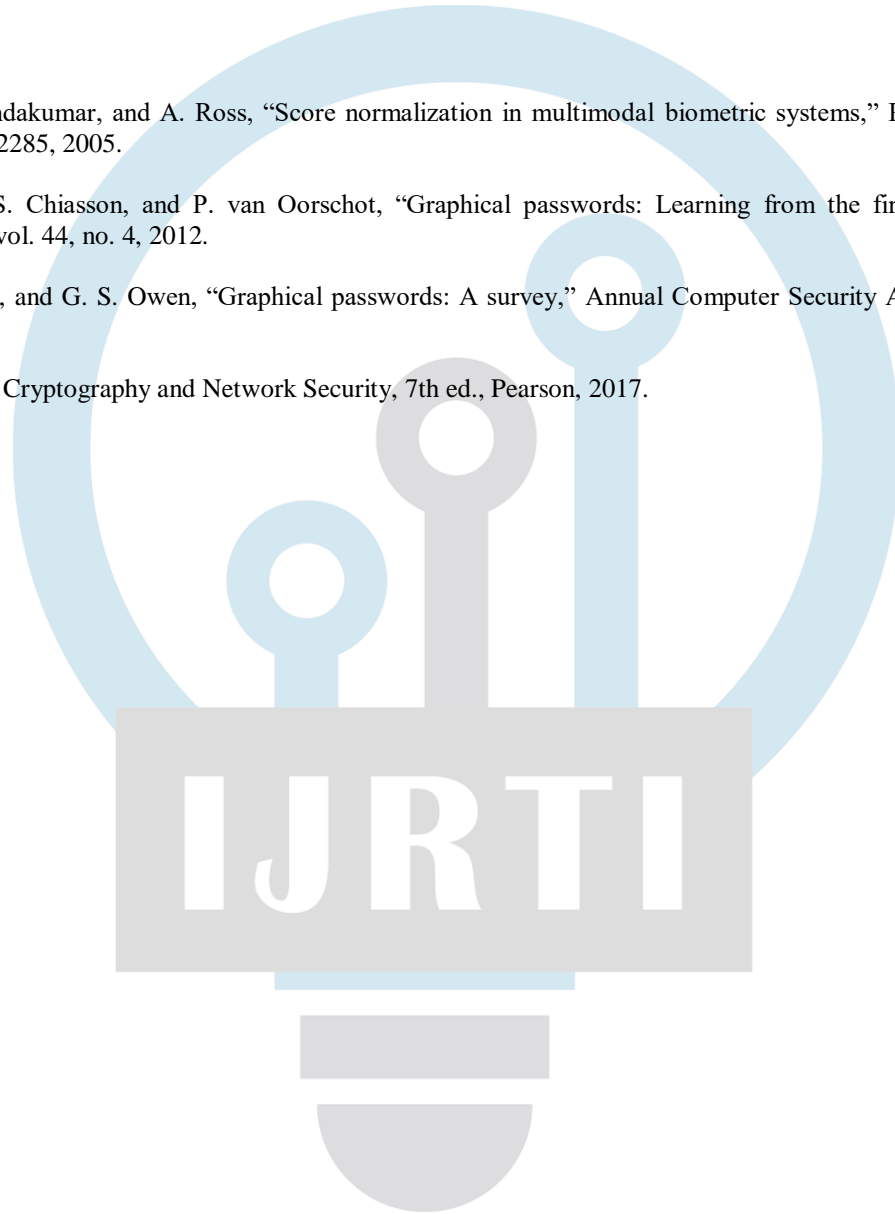 ndakumar, and A. Ross, “Score normalization in multimodal biometric systems,”
2285, 2005.
S. Chiasson, and P. van Oorschot, “Graphical passwords: Learning from the
vol. 44, no. 4, 2012.
, and G. S. Owen, “Graphical passwords: A survey,” Annual Computer Security
Cryptography and Network Security, 7th ed., Pearson, 2017.
IJRTI